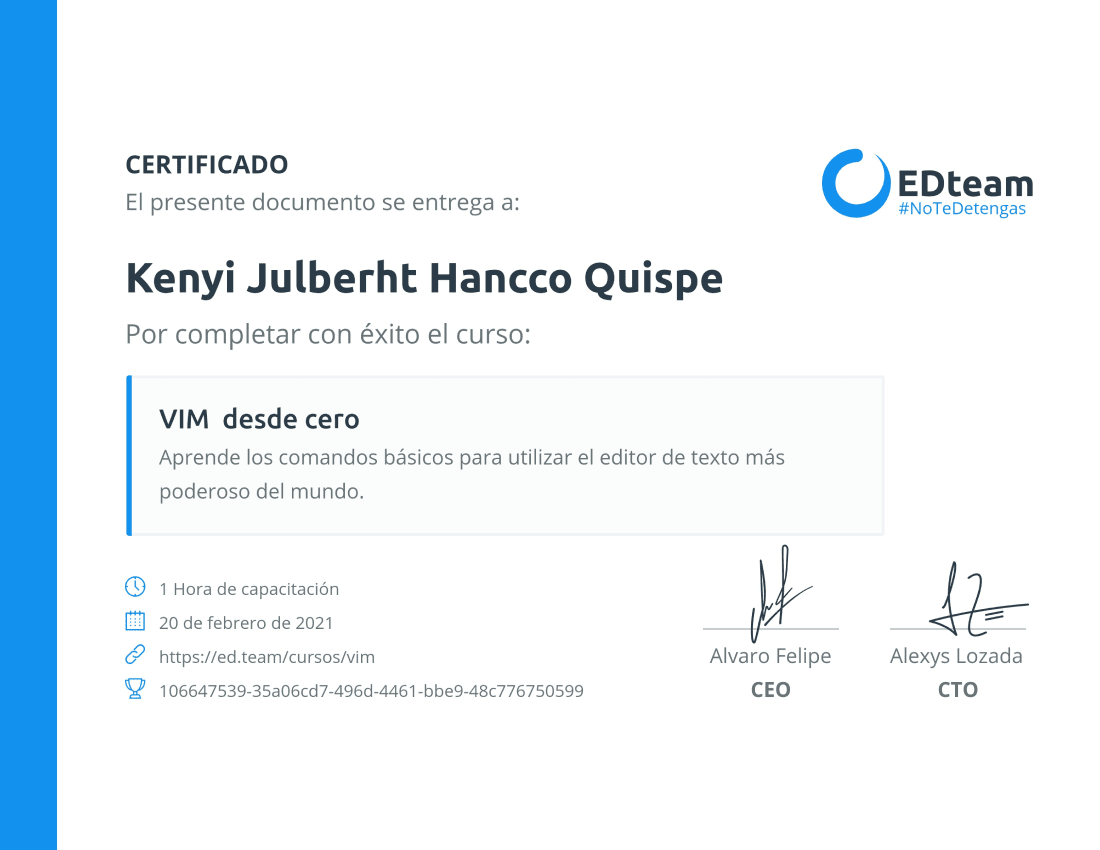 CERTIFICADO
El presente documento se entrega a:
EDteam
#NoTeDetengas
Kenyi Julberht Hancco Quispe
Por completar con éxito el curso:
VIM desde cero
Aprende los comandos básicos para utilizar el editor de texto más
poderoso del mundo.
1 Hora de capacitación
20 de febrero de 2021
https://ed.team/cursos/vim
106647539-35a06cd7-496d-4461-bbe9-48c776750599
Alvaro Felipe
CEO
Alexys Lozada
CTO